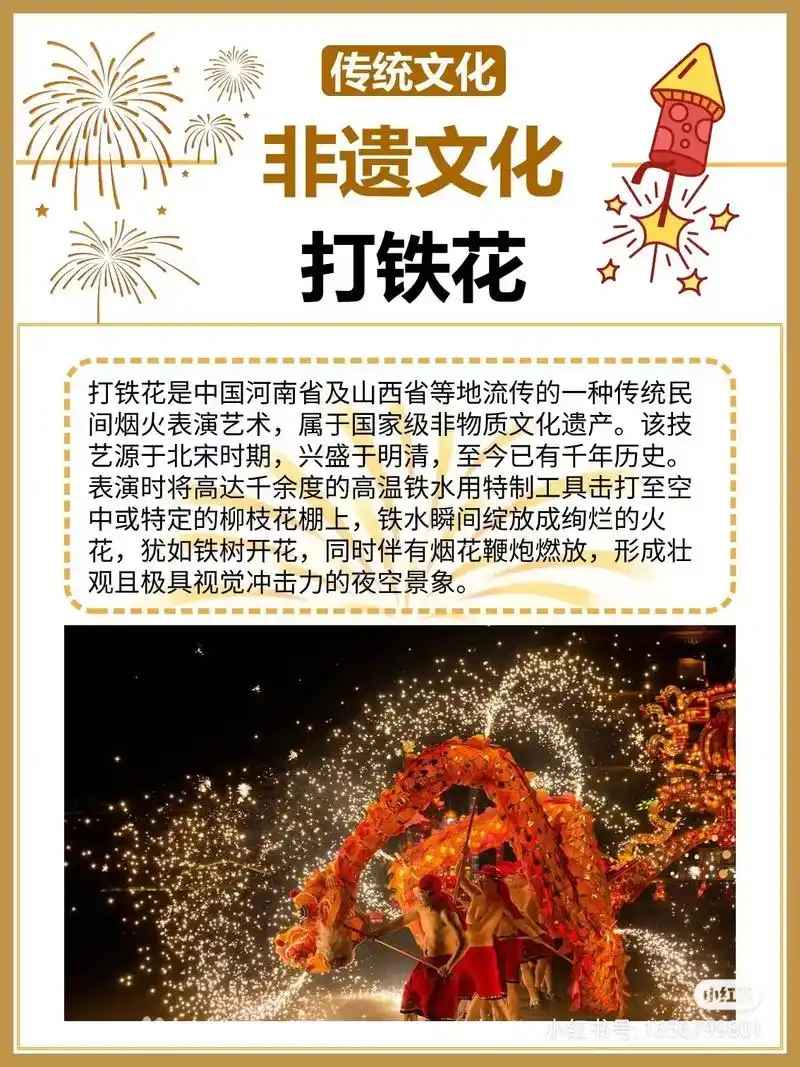 传统文化
非遗文化
打铁花
打铁花是中国河南省及山西省等地流传的一种传统民
间烟火表演艺术，属于国家级非物质文化遗产。该技
艺源于北宋时期，兴盛于明清，至今已有千年历史。
表演时将高达千余度的高温铁水用特制工具击打至空
中或特定的柳枝花棚上，铁水瞬间绽放成绚烂的火
花，犹如铁树开花，同时伴有烟花鞭炮燃放，形成壮
观且极具视觉冲击力的夜空景象。
小红书
小红书号: